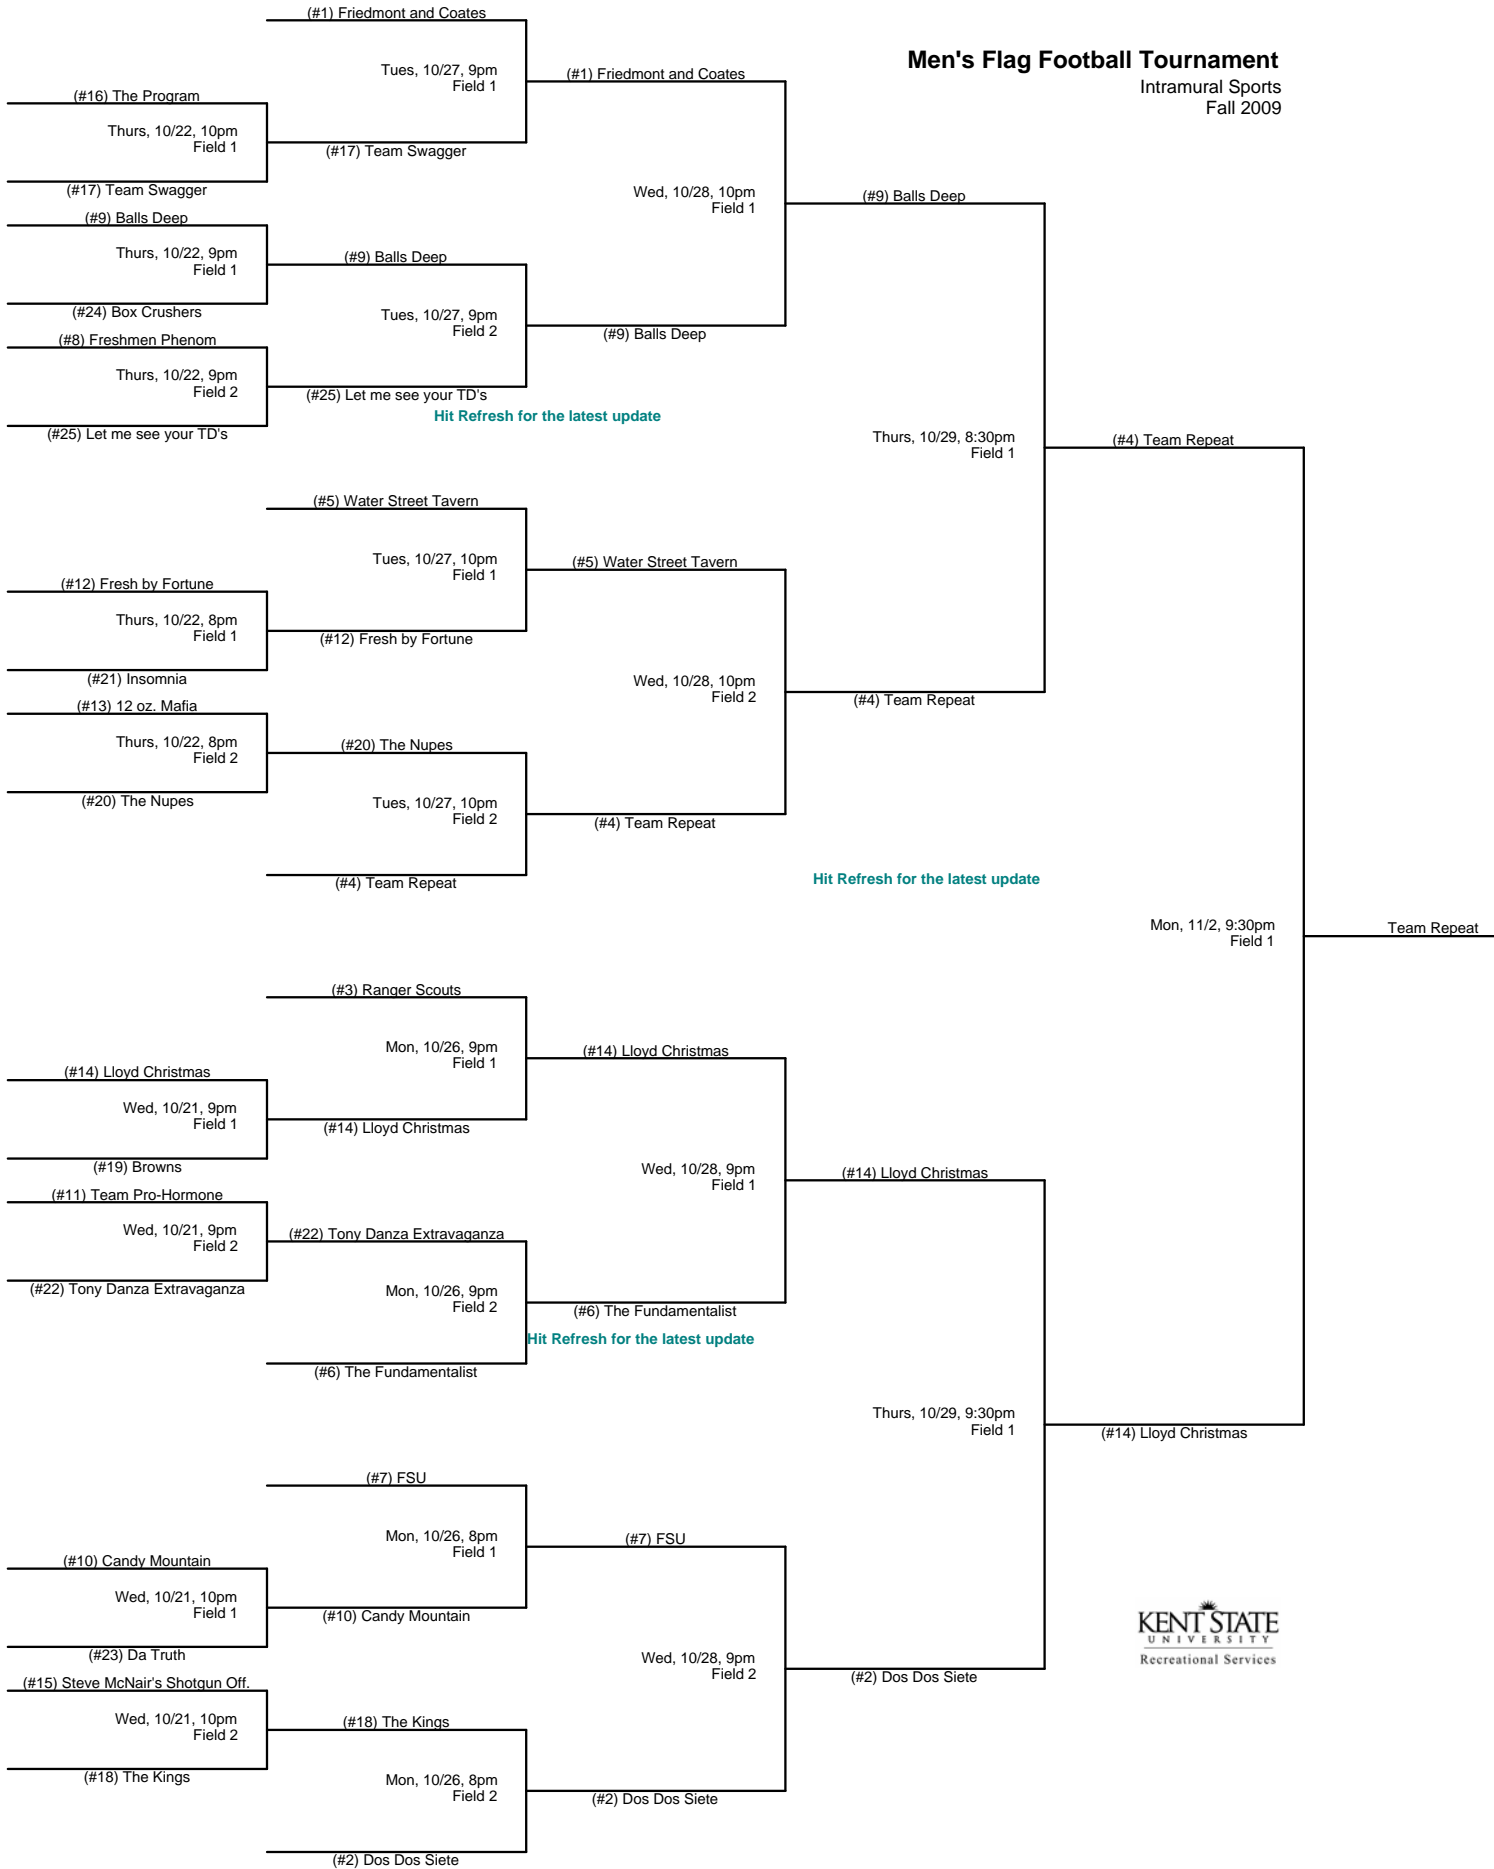 (#1) Friedmont and Coates
Men's Flag Football Tournament
Intramural Sports
Fall 2009
Tues, 10/27, 9pm
Field 1
(#1) Friedmont and Coates
(#16) The Program
Thurs, 10/22, 10pm
Field 1
(#17) Team Swagger
(#17) Team Swagger
Wed, 10/28, 10pm
Field 1
(#9) Balls Deep
(#9) Balls Deep
Thurs, 10/22, 9pm
Field 1
(#9) Balls Deep
(#24) Box Crushers
Tues, 10/27, 9pm
Field 2
(#9) Balls Deep
(#8) Freshmen Phenom
Thurs, 10/22, 9pm
Field 2
(#25) Let me see your TD's
Hit Refresh for the latest update
(#25) Let me see your TD's
Thurs, 10/29, 8:30pm
Field 1
(#4) Team Repeat
(#5) Water Street Tavern
Tues, 10/27, 10pm
Field 1
(#5) Water Street Tavern
(#12) Fresh by Fortune
Thurs, 10/22, 8pm
Field 1
(#12) Fresh by Fortune
(#21) Insomnia
Wed, 10/28, 10pm
Field 2
(#4) Team Repeat
(#13) 12 oz. Mafia
Thurs, 10/22, 8pm
Field 2
(#20) The Nupes
(#20) The Nupes
Tues, 10/27, 10pm
Field 2
(#4) Team Repeat
(#4) Team Repeat
Hit Refresh for the latest update
Mon, 11/2, 9:30pm
Field 1
Team Repeat
(#3) Ranger Scouts
Mon, 10/26, 9pm
Field 1
(#14) Lloyd Christmas
(#14) Lloyd Christmas
Wed, 10/21, 9pm
Field 1
(#14) Lloyd Christmas
(#19) Browns
Wed, 10/28, 9pm
Field 1
(#14) Lloyd Christmas
(#11) Team Pro-Hormone
Wed, 10/21, 9pm
Field 2
(#22) Tony Danza Extravaganza
(#22) Tony Danza Extravaganza
Mon, 10/26, 9pm
Field 2
(#6) The Fundamentalist
Hit Refresh for the latest update
(#6) The Fundamentalist
Thurs, 10/29, 9:30pm
Field 1
(#14) Lloyd Christmas
(#7) FSU
Mon, 10/26, 8pm
Field 1
(#7) FSU
(#10) Candy Mountain
Wed, 10/21, 10pm
Field 1
(#10) Candy Mountain
(#23) Da Truth
Wed, 10/28, 9pm
Field 2
(#2) Dos Dos Siete
KENT STATE
UNIVERSITY
Recreational Services
(#15) Steve McNair's Shotgun Off.
Wed, 10/21, 10pm
Field 2
(#18) The Kings
(#18) The Kings
Mon, 10/26, 8pm
Field 2
(#2) Dos Dos Siete
(#2) Dos Dos Siete